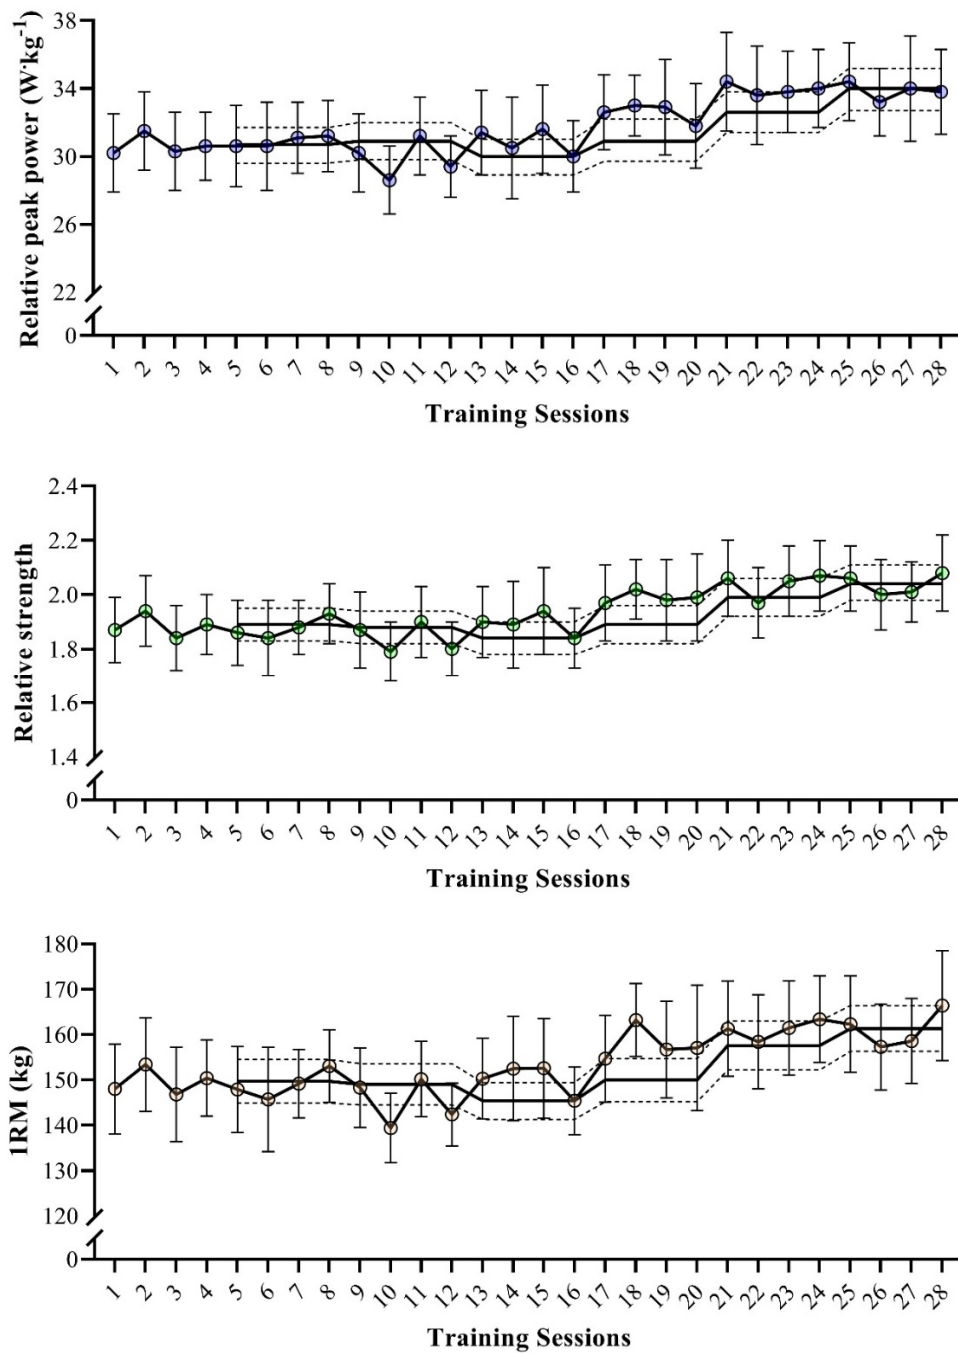 Relative peak power (W·kg⁻¹)
38
34
30
26
22
0
1 2 3 4 5 6 7 8 9 10 11 12 13 14 15 16 17 18 19 20 21 22 23 24 25 26 27 28
Training Sessions
Relative strength
2.4
2.2
2.0
1.8
1.6
1.4
0
1 2 3 4 5 6 7 8 9 10 11 12 13 14 15 16 17 18 19 20 21 22 23 24 25 26 27 28
Training Sessions
1RM (kg)
180
170
160
150
140
130
120
0
1 2 3 4 5 6 7 8 9 10 11 12 13 14 15 16 17 18 19 20 21 22 23 24 25 26 27 28
Training Sessions